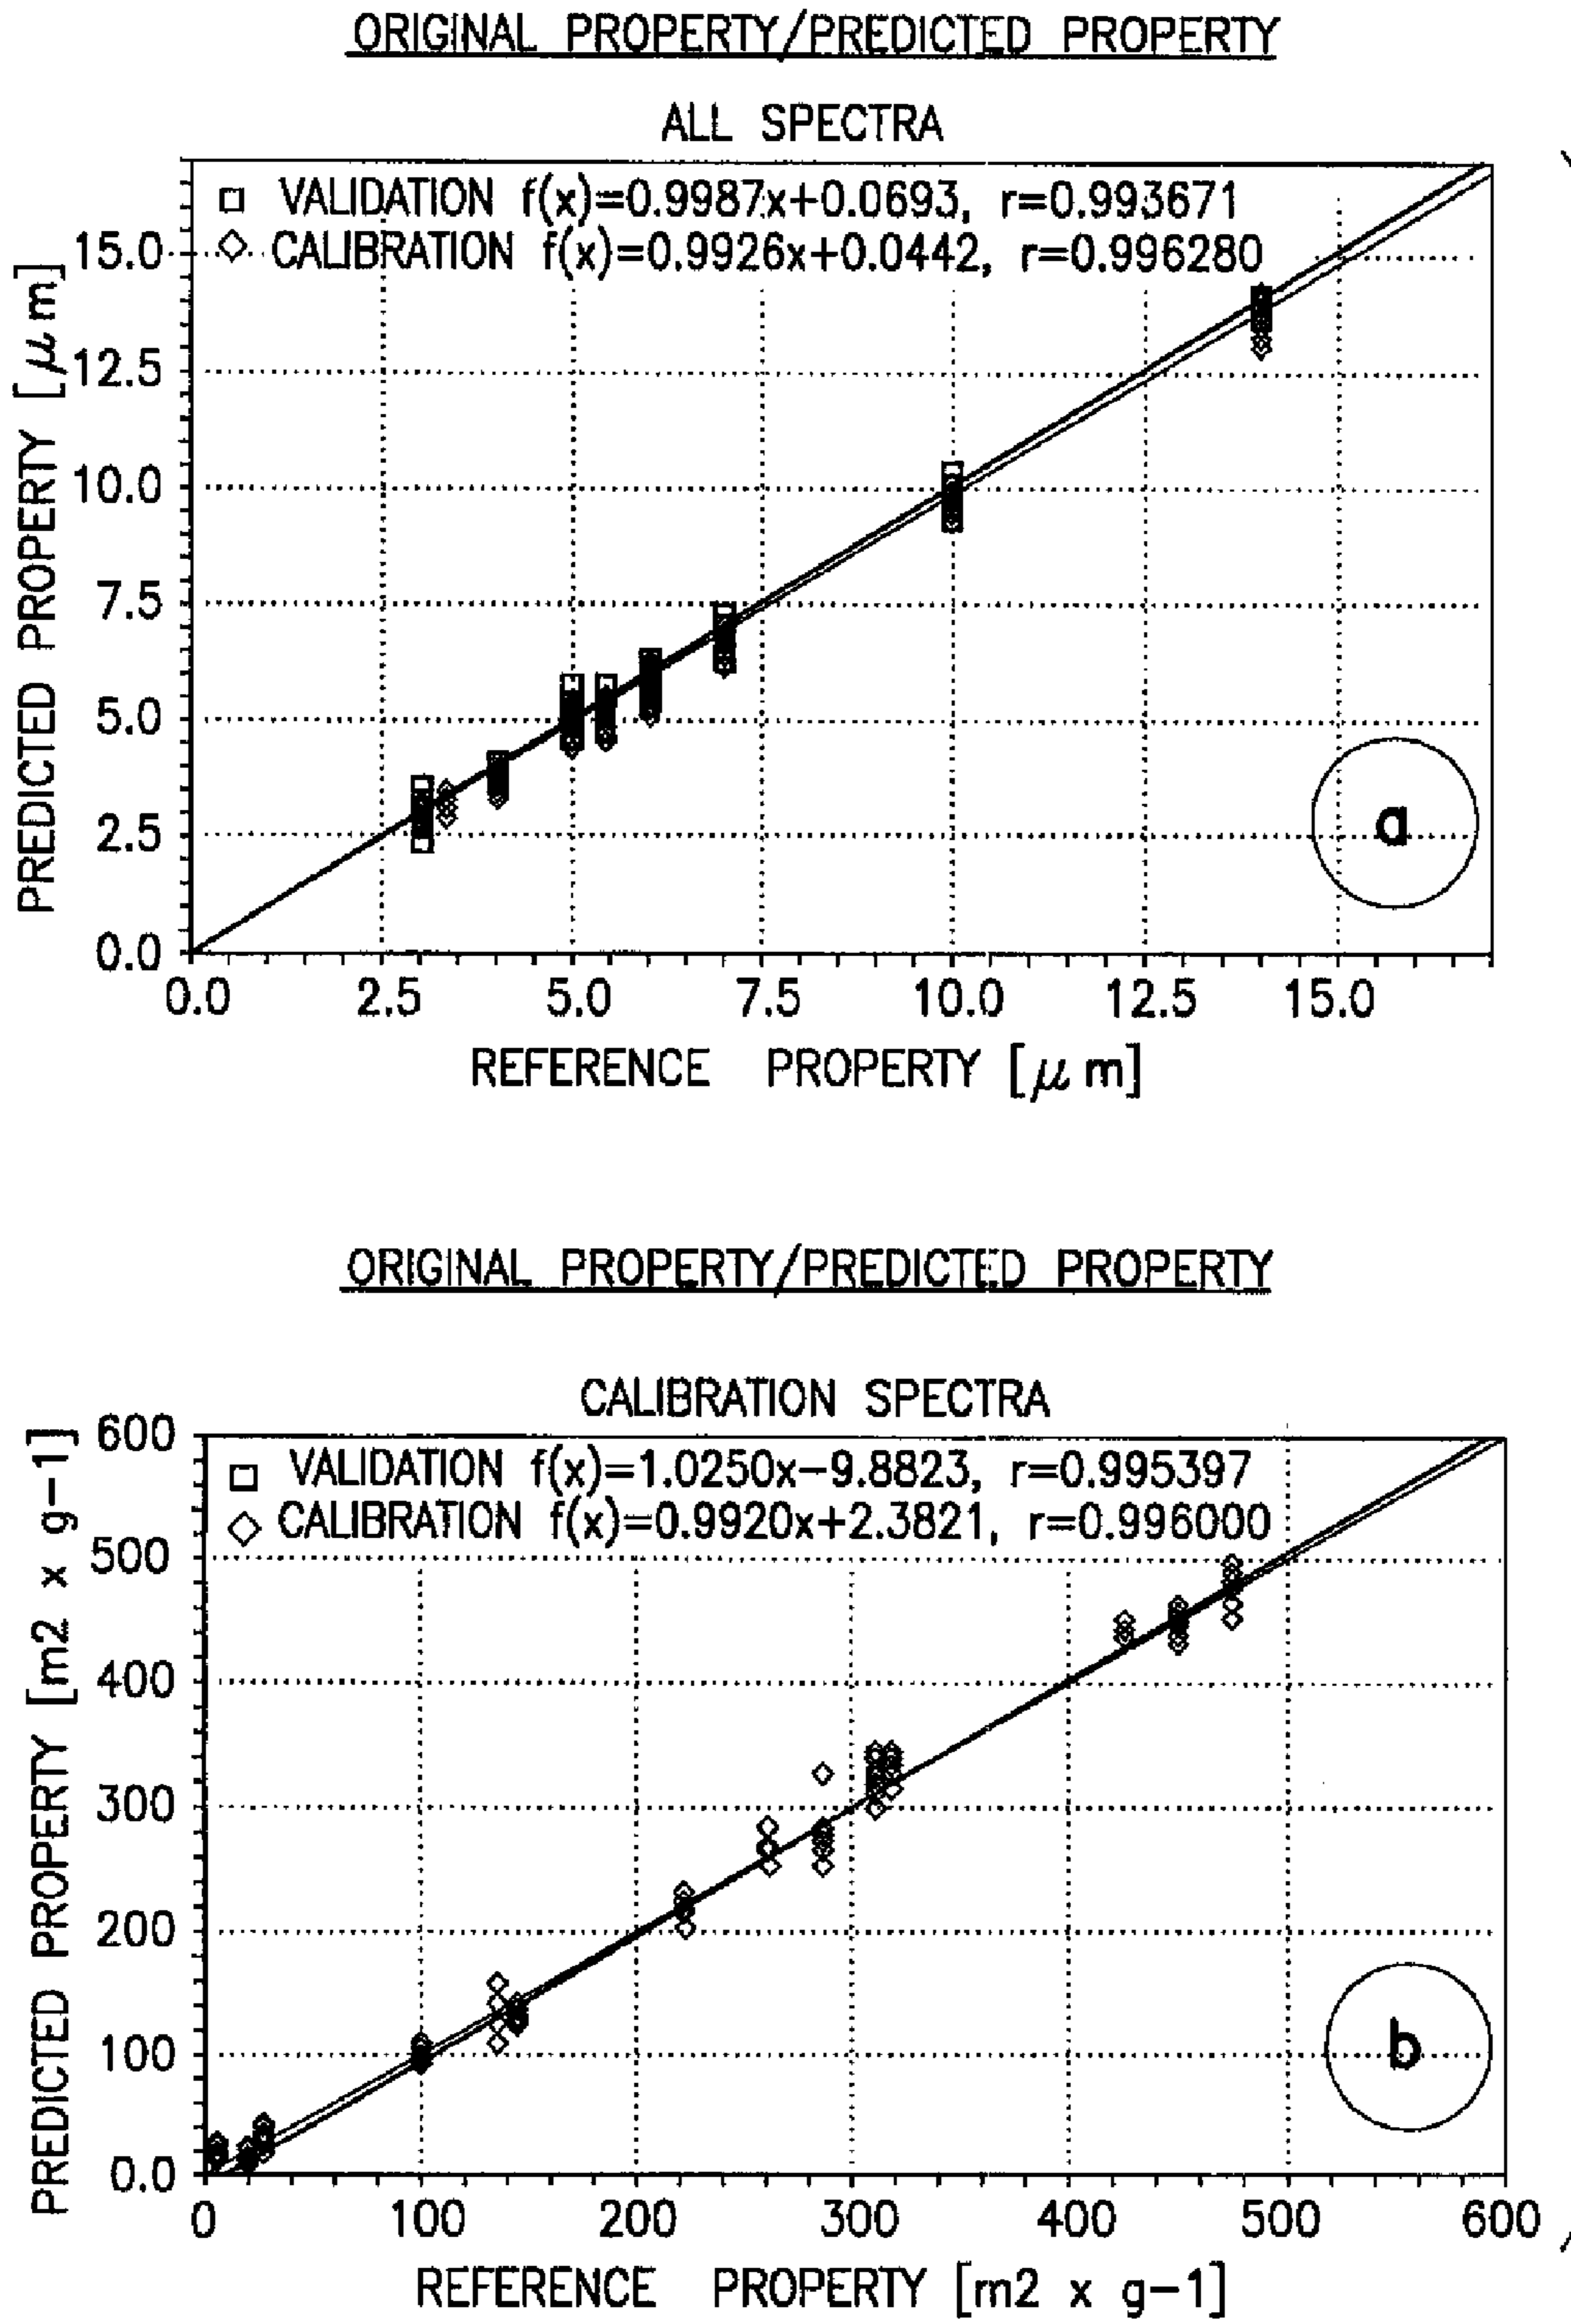 ORIGINAL PROPERTY/PREDICTED PROPERTY
ALL SPECTRA
VALIDATION f(x)=0.9987x+0.0693, r=0.993671
CALIBRATION f(x)=0.9926x+0.0442, r=0.996280
PREDICTED PROPERTY [μm]
15.0
12.5
10.0
7.5
5.0
2.5
0.0
a
0.0 2.5 5.0 7.5 10.0 12.5 15.0
REFERENCE PROPERTY [μm]
ORIGINAL PROPERTY/PREDICTED PROPERTY
CALIBRATION SPECTRA
VALIDATION f(x)=1.0250x-9.8823, r=0.995397
CALIBRATION f(x)=0.9920x+2.3821, r=0.996000
PREDICTED PROPERTY [m2 x g-1]
600
500
400
300
200
100
0.0
b
0 100 200 300 400 500 600
REFERENCE PROPERTY [m2 x g-1]